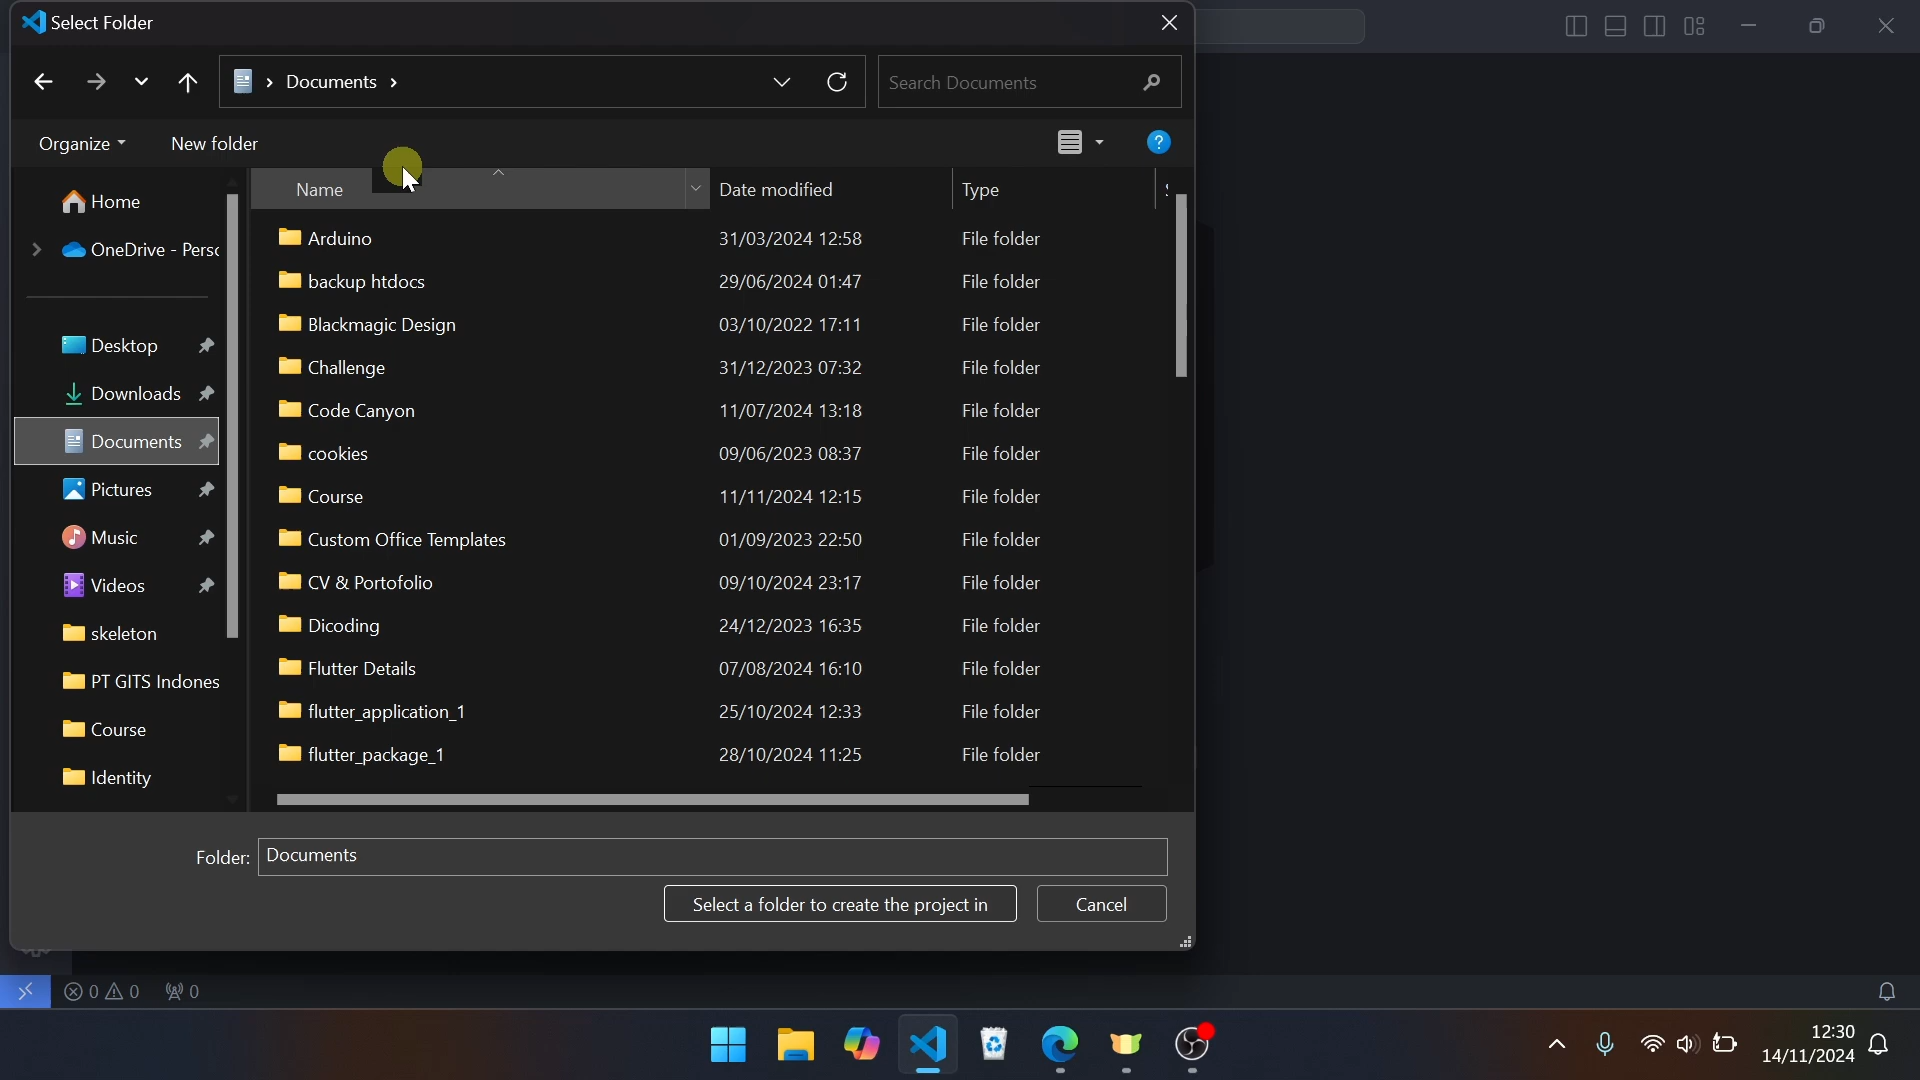 Select Folder
Documents
Search Documents
Organize
New folder
?
Name
Date modified
Type
Home
OneDrive - Pers
Desktop
Downloads
Documents
Pictures
Music
Videos
skeleton
PT GITS Indones
Course
Identity
Arduino 31/03/2024 12:58 File folder
backup htdocs 29/06/2024 01:47 File folder
Blackmagic Design 03/10/2022 17:11 File folder
Challenge 31/12/2023 07:32 File folder
Code Canyon 11/07/2024 13:18 File folder
cookies 09/06/2023 08:37 File folder
Course 11/11/2024 12:15 File folder
Custom Office Templates 01/09/2023 22:50 File folder
CV & Portofolio 09/10/2024 23:17 File folder
Dicoding 24/12/2023 16:35 File folder
Flutter Details 07/08/2024 16:10 File folder
flutter_application_1 25/10/2024 12:33 File folder
flutter_package_1 28/10/2024 11:25 File folder
Folder: Documents
Select a folder to create the project in
Cancel
0 0 0
12:30
14/11/2024